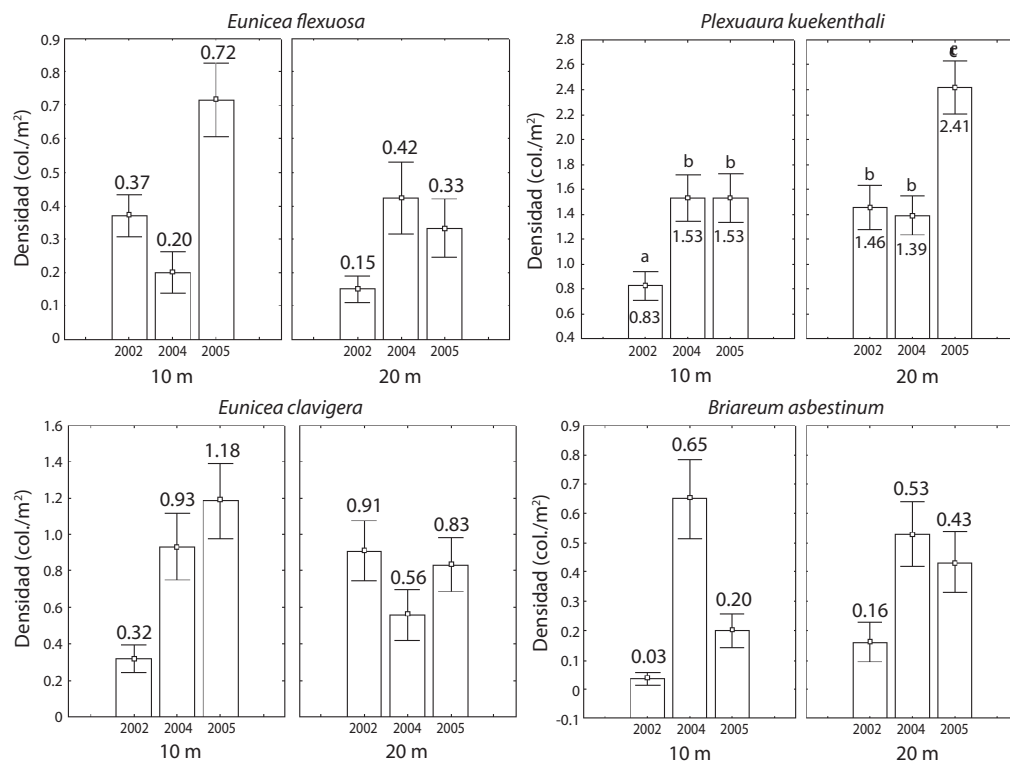 Eunicea flexuosa
Densidad (col./m²)
0.9
0.8
0.7
0.6
0.5
0.4
0.3
0.2
0.1
0
0.37
0.20
0.72
0.15
0.42
0.33
2002 2004 2005
2002 2004 2005
10 m
20 m
Plexuaura kuekenthali
Densidad (col./m²)
2.8
2.6
2.4
2.2
2.0
1.8
1.6
1.4
1.2
1.0
0.8
0.6
0.4
a
b
b
0.83
1.53
1.53
b
b
1.46
1.39
2.41
2002 2004 2005
2002 2004 2005
10 m
20 m
Eunicea clavigera
Densidad (col./m²)
1.6
1.4
1.2
1.0
0.8
0.6
0.4
0.2
0
0.32
0.93
1.18
0.91
0.56
0.83
2002 2004 2005
2002 2004 2005
10 m
20 m
Briareum asbestinum
Densidad (col./m²)
0.9
0.8
0.7
0.6
0.5
0.4
0.3
0.2
0.1
0
-0.1
0.03
0.65
0.20
0.16
0.53
0.43
2002 2004 2005
2002 2004 2005
10 m
20 m